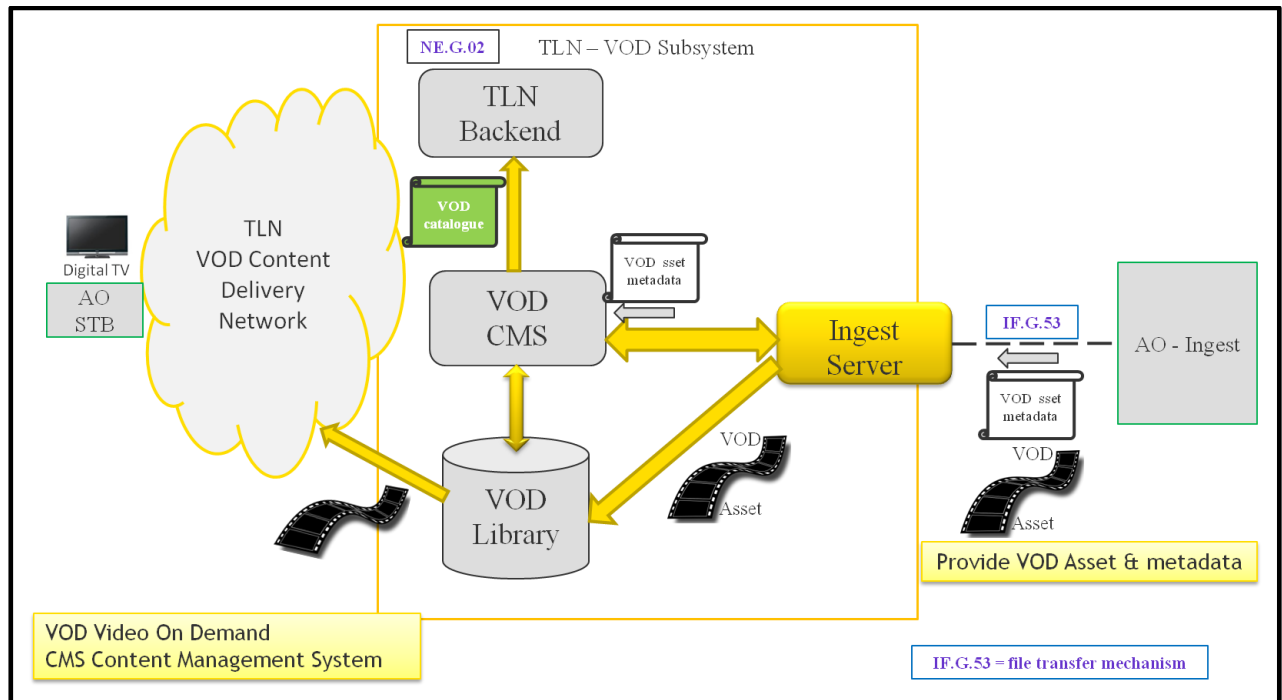 NE.G.02
TLN – VOD Subsystem
TLN
Backend
VOD
catalogue
TLN
VOD Content
Delivery
Network
Digital TV
AO
STB
VOD
CMS
VOD sset
metadata
Ingest
Server
IF.G.53
AO - Ingest
VOD sset
metadata
VOD
Asset
VOD
Asset
VOD
Library
Provide VOD Asset & metadata
VOD Video On Demand
CMS Content Management System
IF.G.53 = file transfer mechanism